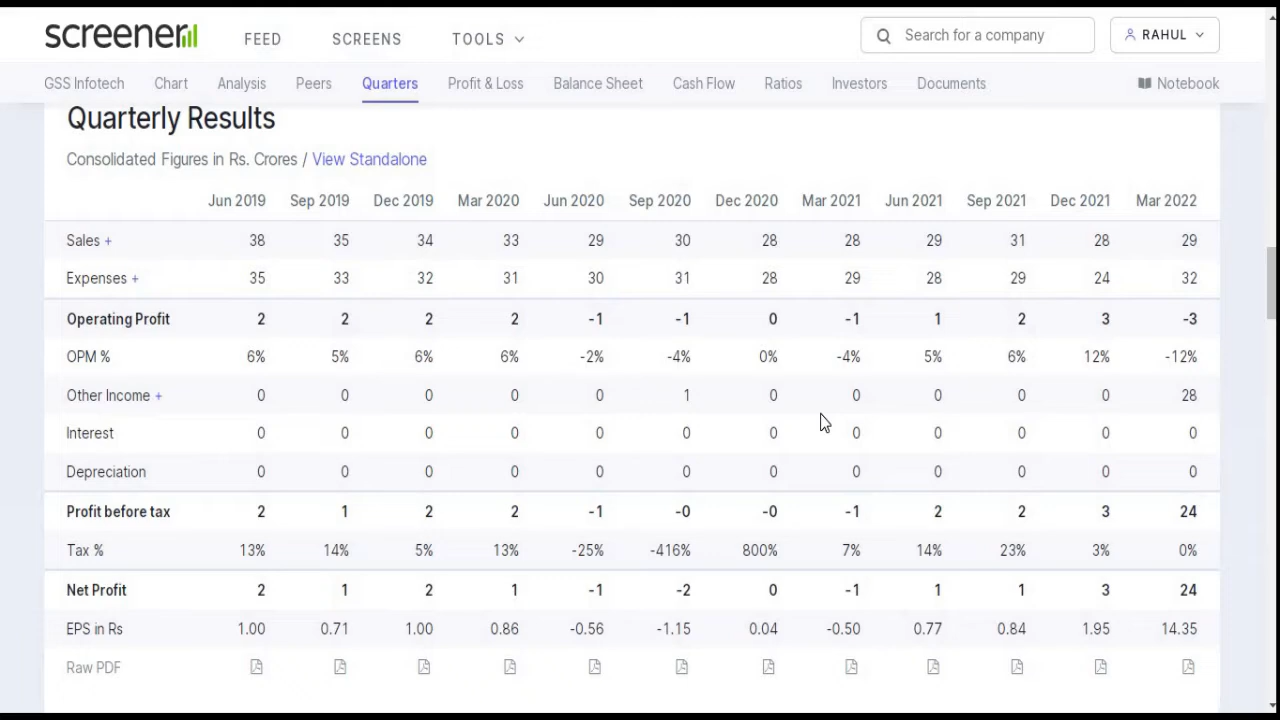 screener FEED SCREENS TOOLS Search for a company RAHUL
GSS Infotech Chart Analysis Peers Quarters Profit & Loss Balance Sheet Cash Flow Ratios Investors Documents Notebook
Quarterly Results
Consolidated Figures in Rs. Crores / View Standalone
Jun 2019 Sep 2019 Dec 2019 Mar 2020 Jun 2020 Sep 2020 Dec 2020 Mar 2021 Jun 2021 Sep 2021 Dec 2021 Mar 2022
Sales + 38 35 34 33 29 30 28 28 29 31 28 29
Expenses + 35 33 32 31 30 31 28 29 28 29 24 32
Operating Profit 2 2 2 2 -1 -1 0 -1 1 2 3 -3
OPM % 6% 5% 6% 6% -2% -4% 0% -4% 5% 6% 12% -12%
Other Income + 0 0 0 0 0 1 0 0 0 0 0 28
Interest 0 0 0 0 0 0 0 0 0 0 0 0
Depreciation 0 0 0 0 0 0 0 0 0 0 0 0
Profit before tax 2 1 2 2 -1 -0 -0 -1 2 2 3 24
Tax % 13% 14% 5% 13% -25% -416% 800% 7% 14% 23% 3% 0%
Net Profit 2 1 2 1 -1 -2 0 -1 1 1 3 24
EPS in Rs 1.00 0.71 1.00 0.86 -0.56 -1.15 0.04 -0.50 0.77 0.84 1.95 14.35
Raw PDF